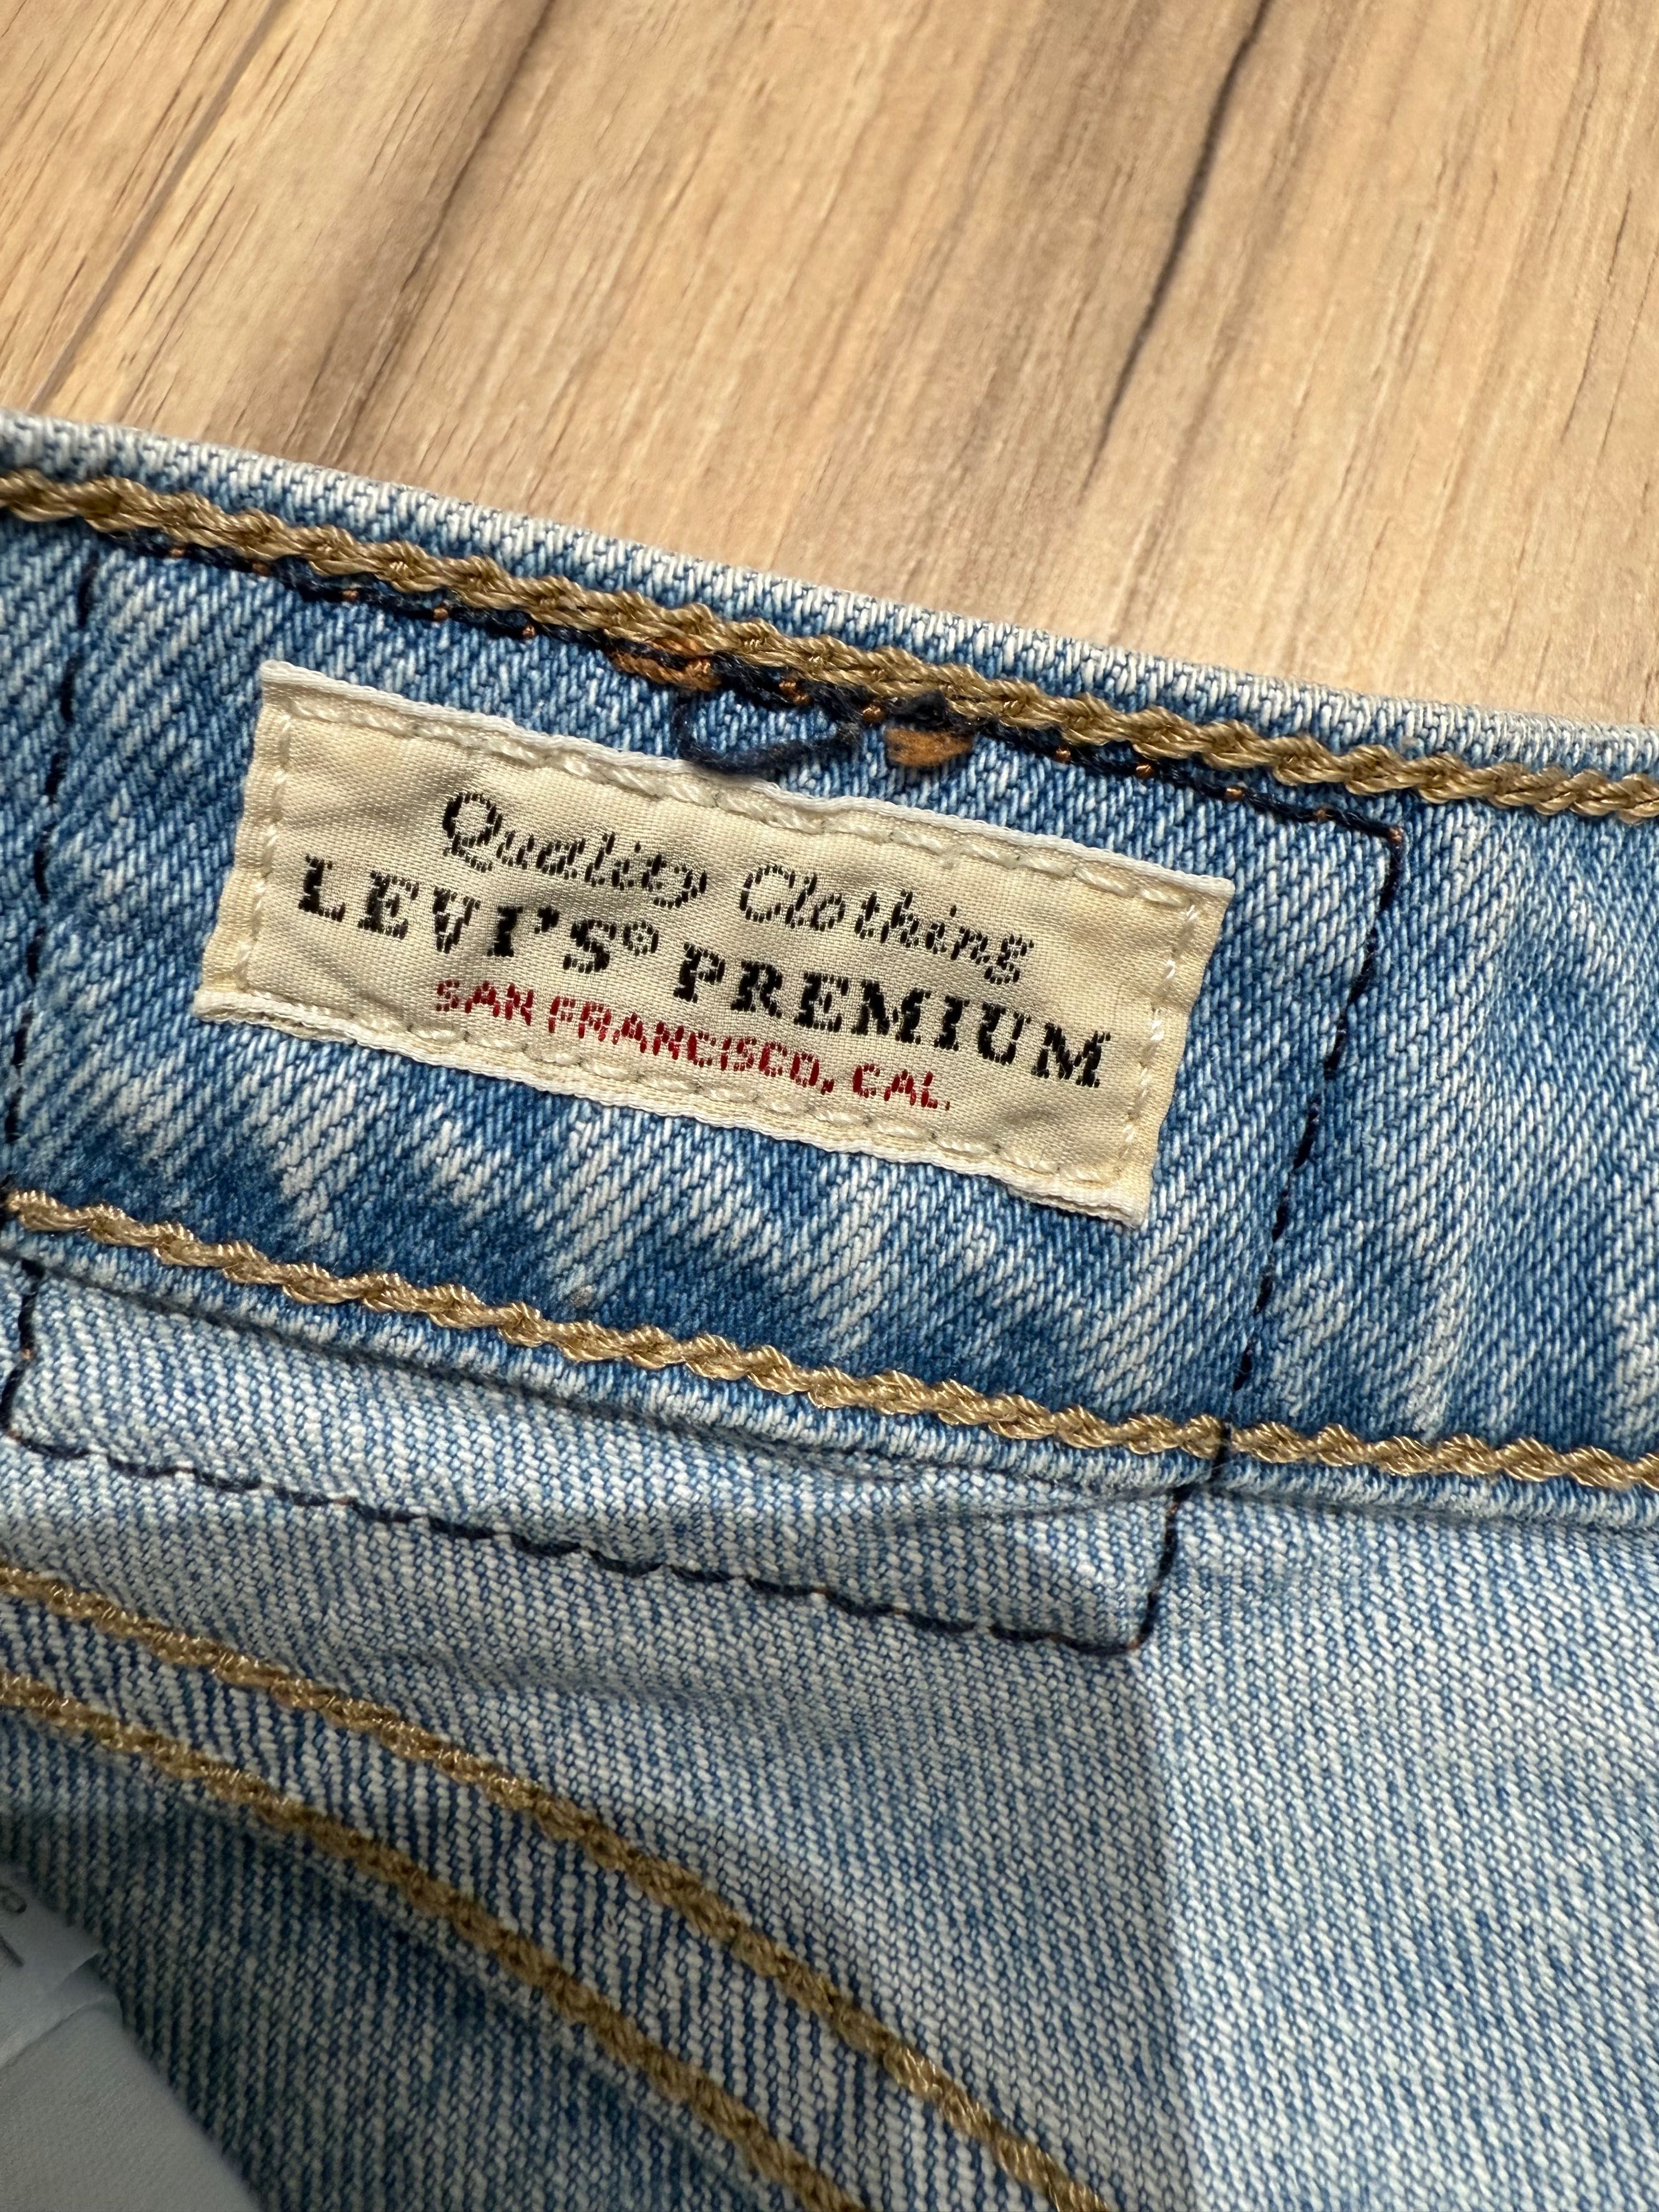 Quality Clothing
LEVI'S® PREMIUM
SAN FRANCISCO, CAL.